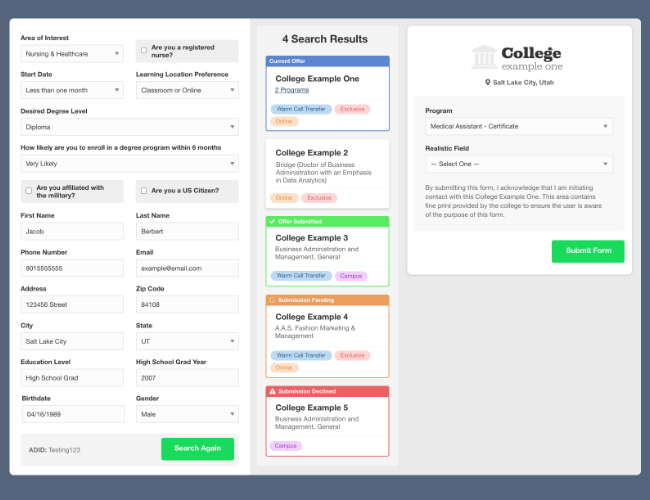 Area of Interest
Nursing & Healthcare
Are you a registered
nurse?
Start Date
Less than one month
Learning Location Preference
Classroom or Online
Desired Degree Level
Diploma
How likely are you to enroll in a degree program within 6 months
Very Likely
Are you affiliated with
the military?
Are you a US Citizen?
First Name
Jacob
Last Name
Berbert
Phone Number
8015555555
Email
example@email.com
Address
123456 Street
Zip Code
84108
City
Salt Lake City
State
UT
Education Level
High School Grad
High School Grad Year
2007
Birthdate
04/16/1989
Gender
Male
ADID: Testing123
Search Again
4 Search Results
Current Offer
College Example One
2 Programs
Warm Call Transfer
Exclusive
Online
College Example 2
Bridge (Doctor of Business
Administration with an Emphasis
in Data Analytics)
Online
Exclusive
Offer Submitted
College Example 3
Business Administration and
Management, General
Warm Call Transfer
Campus
Submission Pending
College Example 4
A.A.S. Fashion Marketing &
Management
Warm Call Transfer
Exclusive
Online
Submission Declined
College Example 5
Business Administration and
Management, General
Campus
College
example one
Salt Lake City, Utah
Program
Medical Assistant - Certificate
Realistic Field
-- Select One --
By submitting this form, I acknowledge that I am initiating
contact with this College Example One. This area contains
fine print provided by the college to ensure the user is aware
of the purpose of this form.
Submit Form